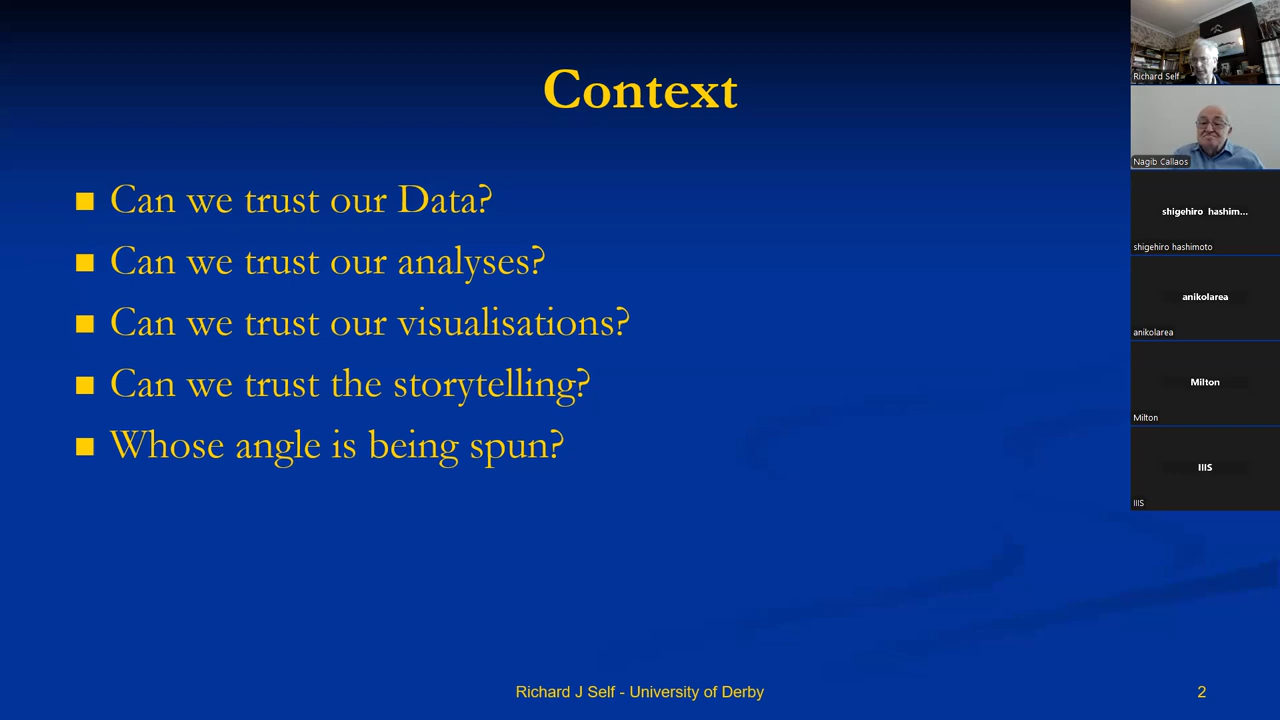 Context
Can we trust our Data?
Can we trust our analyses?
Can we trust our visualisations?
Can we trust the storytelling?
Whose angle is being spun?
Richard J Self - University of Derby
2
Richard Self
Nagib Callaos
shigehiro hashim...
shigehiro hashimoto
anikolarea
anikolarea
Milton
Milton
IIIS
IIIS